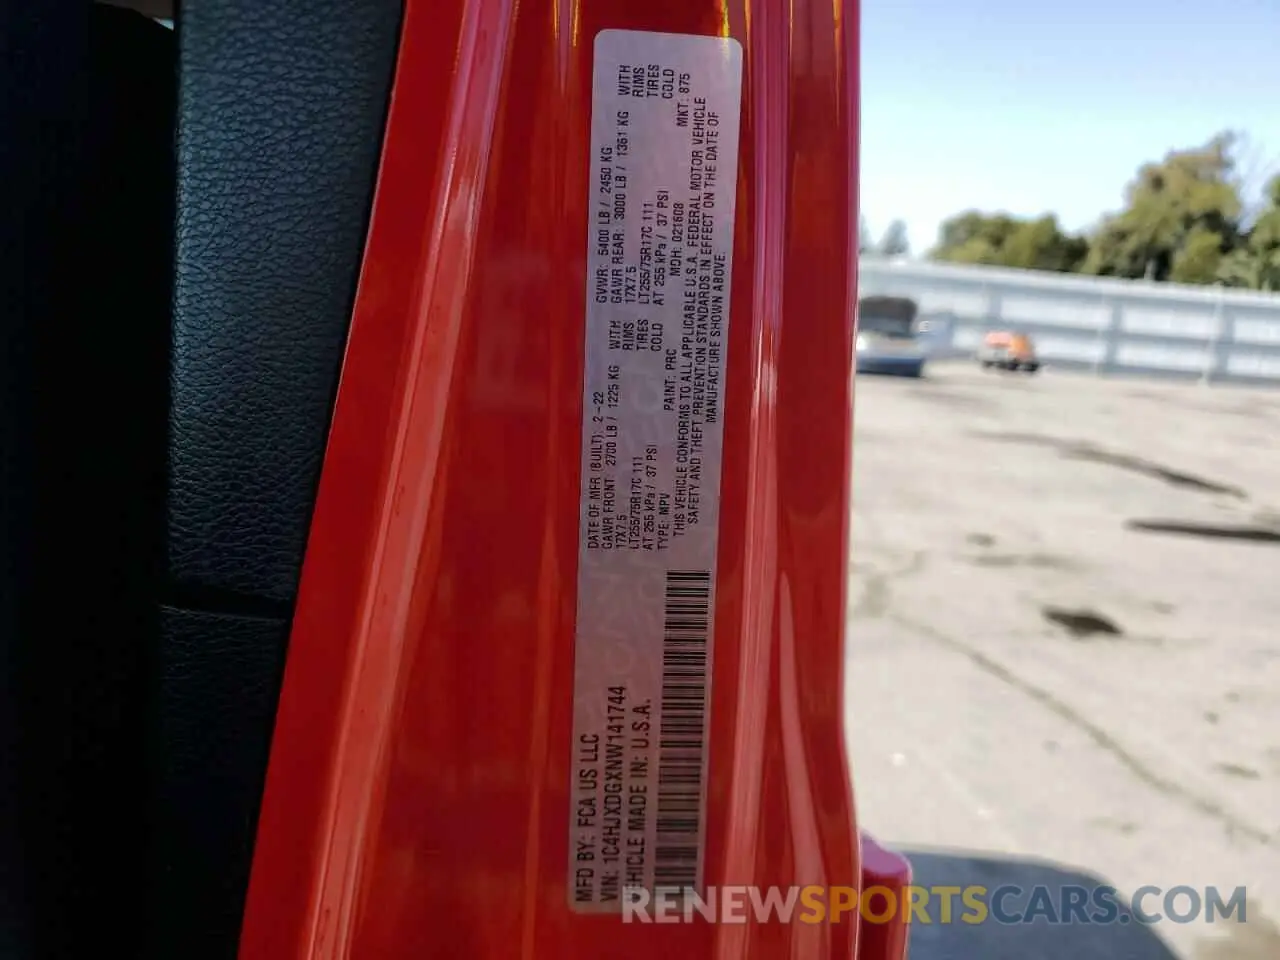 MFD BY: FCA US LLC
VIN: 1C4HJXDGXNW141744
VEHICLE MADE IN: U.S.A.
DATE OF MFR (BUILT): 2-22
GAWR FRONT 2700 LB / 1225 KG WITH
17X7.5 RIMS
LT255/75R17C 111 TIRES
AT 255 kPa / 37 PSI COLD
TYPE: MPV PAINT: PRC
GVWR: 5400 LB / 2450 KG
GAWR REAR: 3000 LB / 1361 KG WITH
17X7.5 RIMS
LT255/75R17C 111 TIRES
AT 255 kPa / 37 PSI COLD
MDH: 021608 MKT: 875
THIS VEHICLE CONFORMS TO ALL APPLICABLE U.S.A. FEDERAL MOTOR VEHICLE
SAFETY AND THEFT PREVENTION STANDARDS IN EFFECT ON THE DATE OF
MANUFACTURE SHOWN ABOVE.
RENEWSPORTSCARS.COM